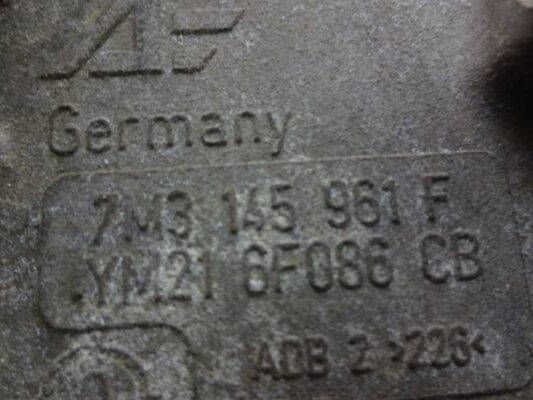 Germany
7M3 145 961 F
YM21 6F086 CB
ADB 2 >226<